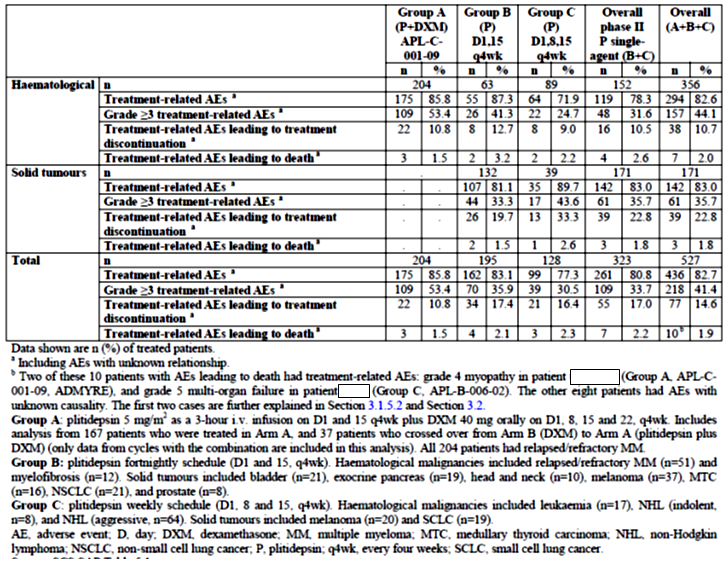 Group A (P+DXM) APL-C-001-09 Group B (P) D1,15 q4wk Group C (P) D1,8,15 q4wk Overall phase II P single-agent (B+C) Overall (A+B+C)
n % n % n % n % n %
Haematological n 204 63 89 152 356
Treatment-related AEs a 175 85.8 55 87.3 64 71.9 119 78.3 294 82.6
Grade ≥3 treatment-related AEs a 109 53.4 26 41.3 22 24.7 48 31.6 157 44.1
Treatment-related AEs leading to treatment discontinuation a 22 10.8 8 12.7 8 9.0 16 10.5 38 10.7
Treatment-related AEs leading to death a 3 1.5 2 3.2 2 2.2 4 2.6 7 2.0
Solid tumours n 132 39 171 171
Treatment-related AEs a . . 107 81.1 35 89.7 142 83.0 142 83.0
Grade ≥3 treatment-related AEs a . . 44 33.3 17 43.6 61 35.7 61 35.7
Treatment-related AEs leading to treatment discontinuation a . . 26 19.7 13 33.3 39 22.8 39 22.8
Treatment-related AEs leading to death a . . 2 1.5 1 2.6 3 1.8 3 1.8
Total n 204 195 128 323 527
Treatment-related AEs a 175 85.8 162 83.1 99 77.3 261 80.8 436 82.7
Grade ≥3 treatment-related AEs a 109 53.4 70 35.9 39 30.5 109 33.7 218 41.4
Treatment-related AEs leading to treatment discontinuation a 22 10.8 34 17.4 21 16.4 55 17.0 77 14.6
Treatment-related AEs leading to death a 3 1.5 4 2.1 3 2.3 7 2.2 10b 1.9
Data shown are n (%) of treated patients.
a Including AEs with unknown relationship.
b Two of these 10 patients with AEs leading to death had treatment-related AEs: grade 4 myopathy in patient (Group A, APL-C-
001-09, ADMYRE), and grade 5 multi-organ failure in patient (Group C, APL-B-006-02). The other eight patients had AEs with
unknown causality. The first two cases are further explained in Section 3.1.5.2 and Section 3.2.
Group A: plitidepsin 5 mg/m2 as a 3-hour i.v. infusion on D1 and 15 q4wk plus DXM 40 mg orally on D1, 8, 15 and 22, q4wk. Includes
analysis from 167 patients who were treated in Arm A, and 37 patients who crossed over from Arm B (DXM) to Arm A (plitidepsin plus
DXM) (only data from cycles with the combination are included in this analysis). All 204 patients had relapsed/refractory MM.
Group B: plitidepsin fortnightly schedule (D1 and 15, q4wk). Haematological malignancies included relapsed/refractory MM (n=51) and
myelofibrosis (n=12). Solid tumours included bladder (n=21), exocrine pancreas (n=19), head and neck (n=10), melanoma (n=37), MTC
(n=16), NSCLC (n=21), and prostate (n=8).
Group C: plitidepsin weekly schedule (D1, 8 and 15, q4wk). Haematological malignancies included leukaemia (n=17), NHL (indolent,
n=8), and NHL (aggressive, n=64). Solid tumours included melanoma (n=20) and SCLC (n=19).
AE, adverse event; D, day; DXM, dexamethasone; MM, multiple myeloma; MTC, medullary thyroid carcinoma; NHL, non-Hodgkin
lymphoma; NSCLC, non-small cell lung cancer; P, plitidepsin; q4wk, every four weeks; SCLC, small cell lung cancer.